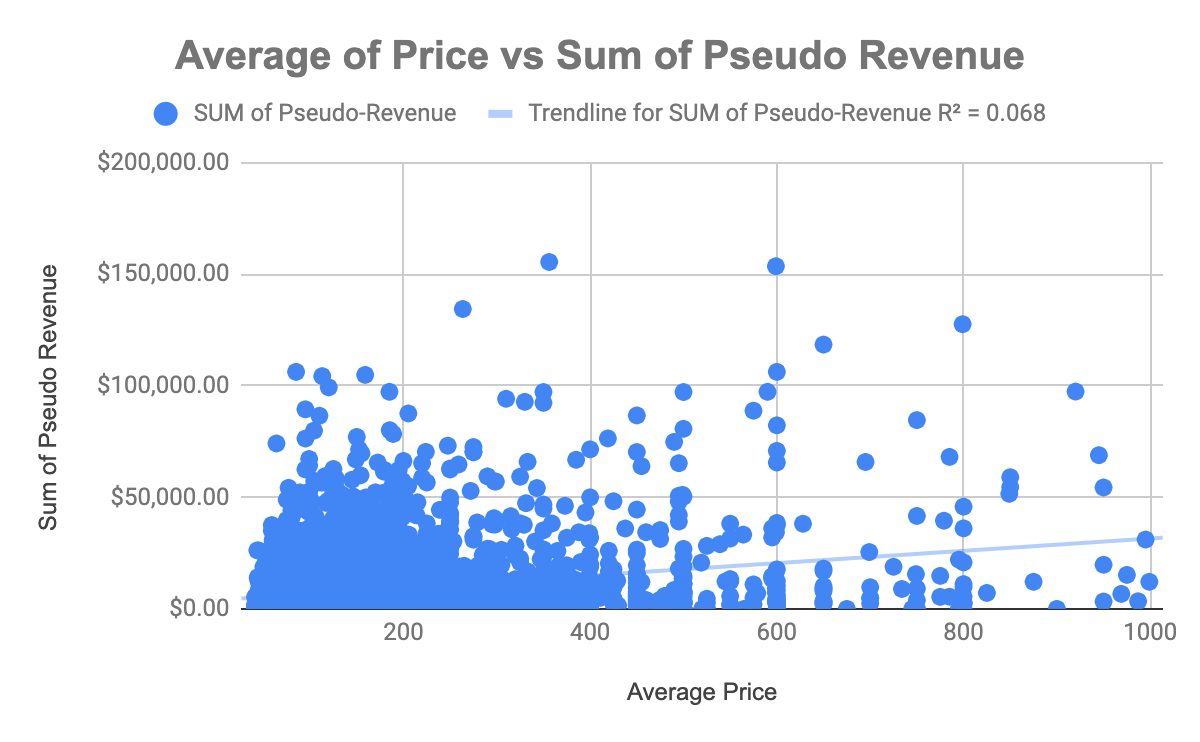 Average of Price vs Sum of Pseudo Revenue
SUM of Pseudo-Revenue
Trendline for SUM of Pseudo-Revenue R² = 0.068
$200,000.00
$150,000.00
$100,000.00
$50,000.00
$0.00
Sum of Pseudo Revenue
200
400
600
800
1000
Average Price